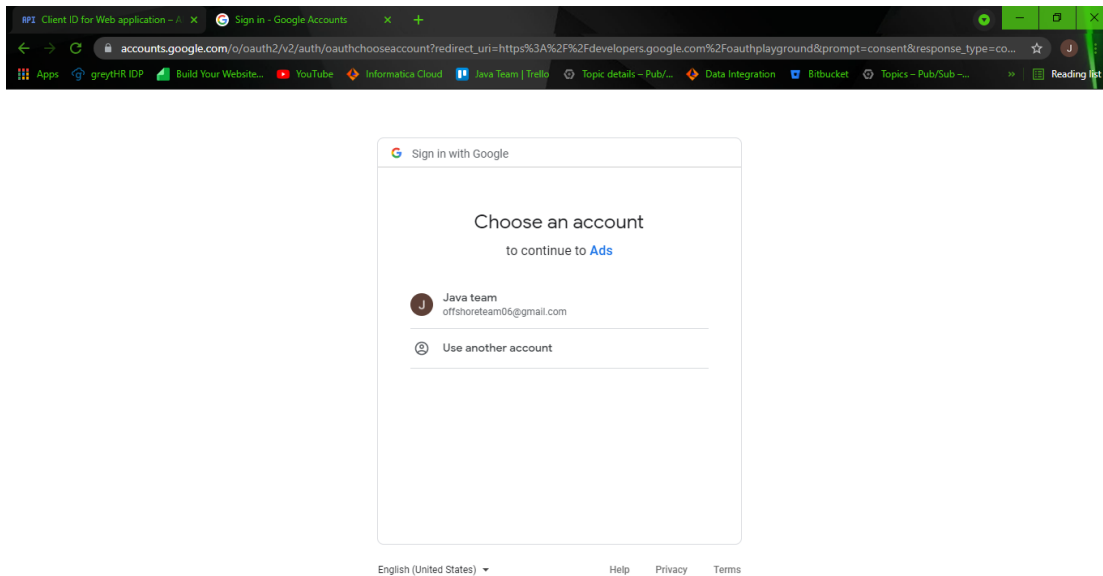 API Client ID for Web application – A Sign in - Google Accounts
accounts.google.com/o/oauth2/v2/auth/oauthchooseaccount?redirect_uri=https%3A%2F%2Fdevelopers.google.com%2Foauthplayground&prompt=consent&response_type=co... J
Apps greytHR IDP Build Your Website... YouTube Informatica Cloud Java Team | Trello Topic details – Pub/... Data Integration Bitbucket Topics – Pub/Sub –... » Reading list
G Sign in with Google
Choose an account
to continue to Ads
J Java team
offshoreteam06@gmail.com
Use another account
English (United States) Help Privacy Terms